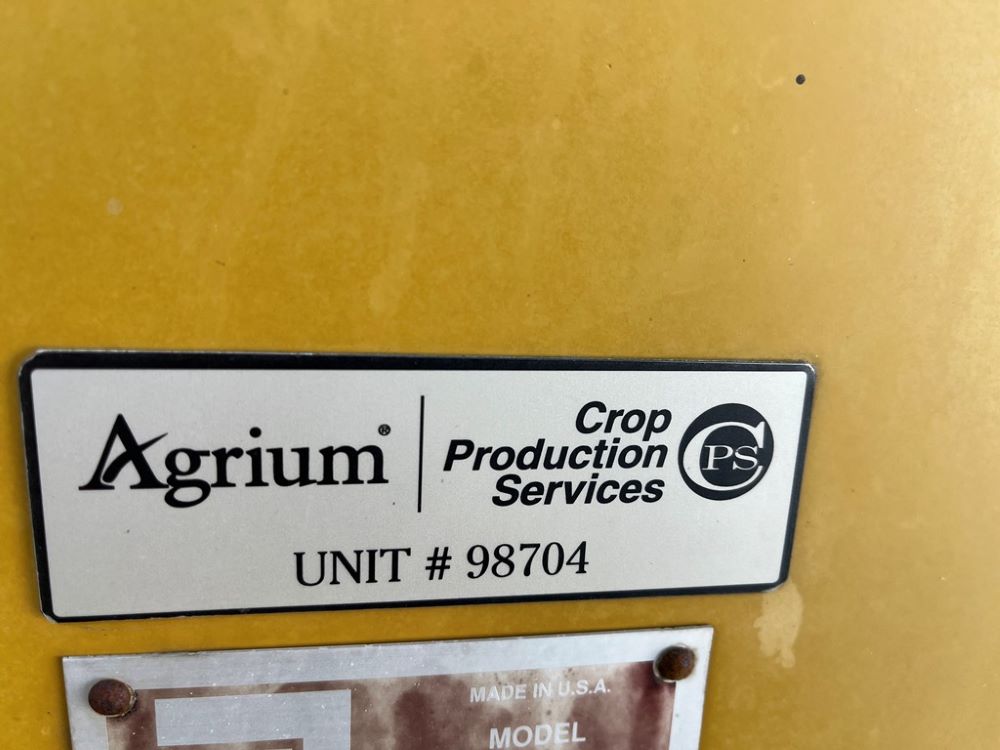 Agrium®
Crop
Production
Services
CPS
UNIT # 98704
MADE IN U.S.A.
MODEL